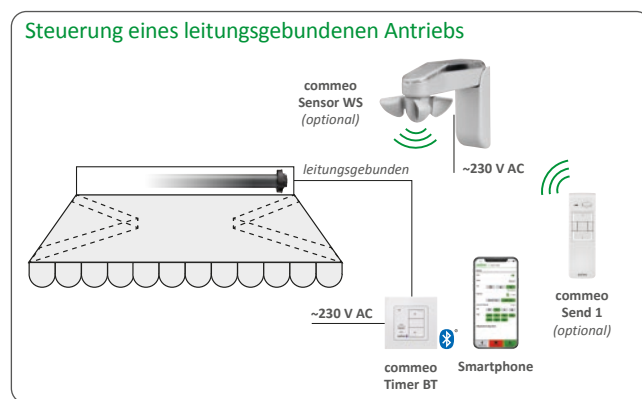 Steuerung eines leitungsgebundenen Antriebs
commeo
Sensor WS
(optional)
leitungsgebunden
~230 V AC
~230 V AC
commeo
Timer BT
Smartphone
commeo
Send 1
(optional)